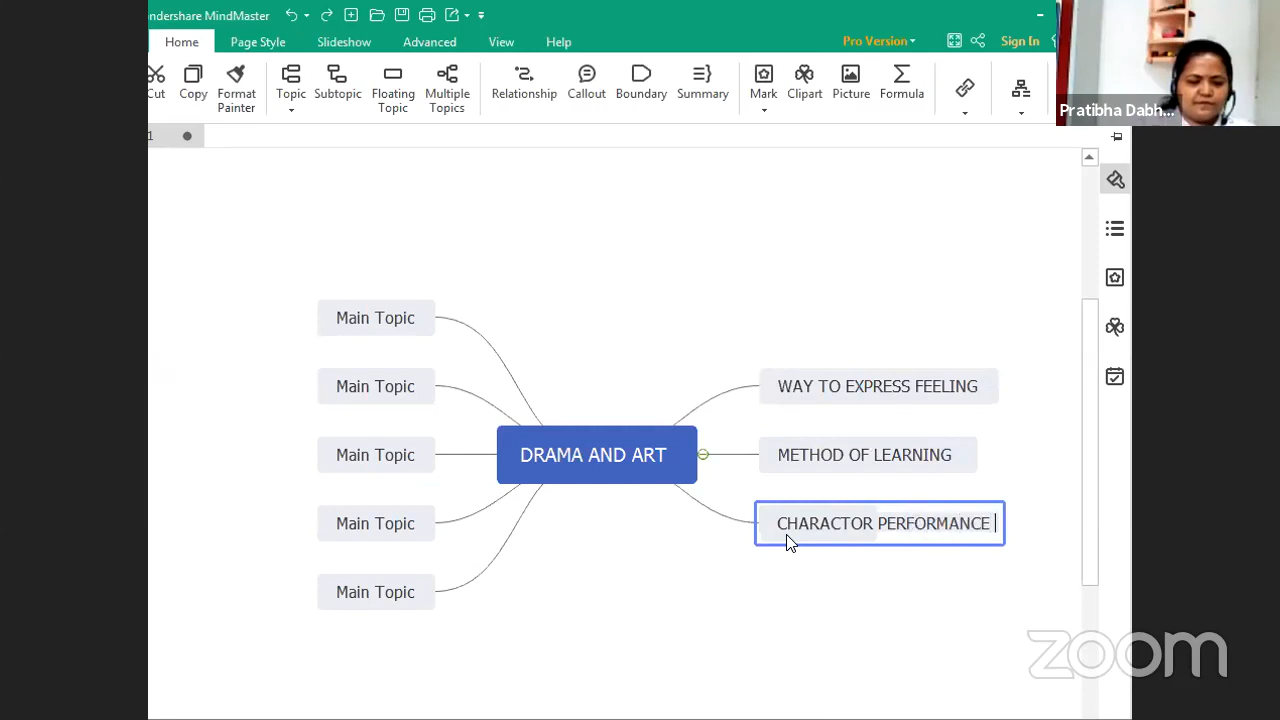 ndershare MindMaster
Home Page Style Slideshow Advanced View Help
Pro Version Sign In
Cut Copy Format Painter Topic Subtopic Floating Topic Multiple Topics Relationship Callout Boundary Summary Mark Clipart Picture Formula
Pratibha Dabh...
1
Main Topic
Main Topic
Main Topic
Main Topic
Main Topic
DRAMA AND ART
WAY TO EXPRESS FEELING
METHOD OF LEARNING
CHARACTOR PERFORMANCE
zoom